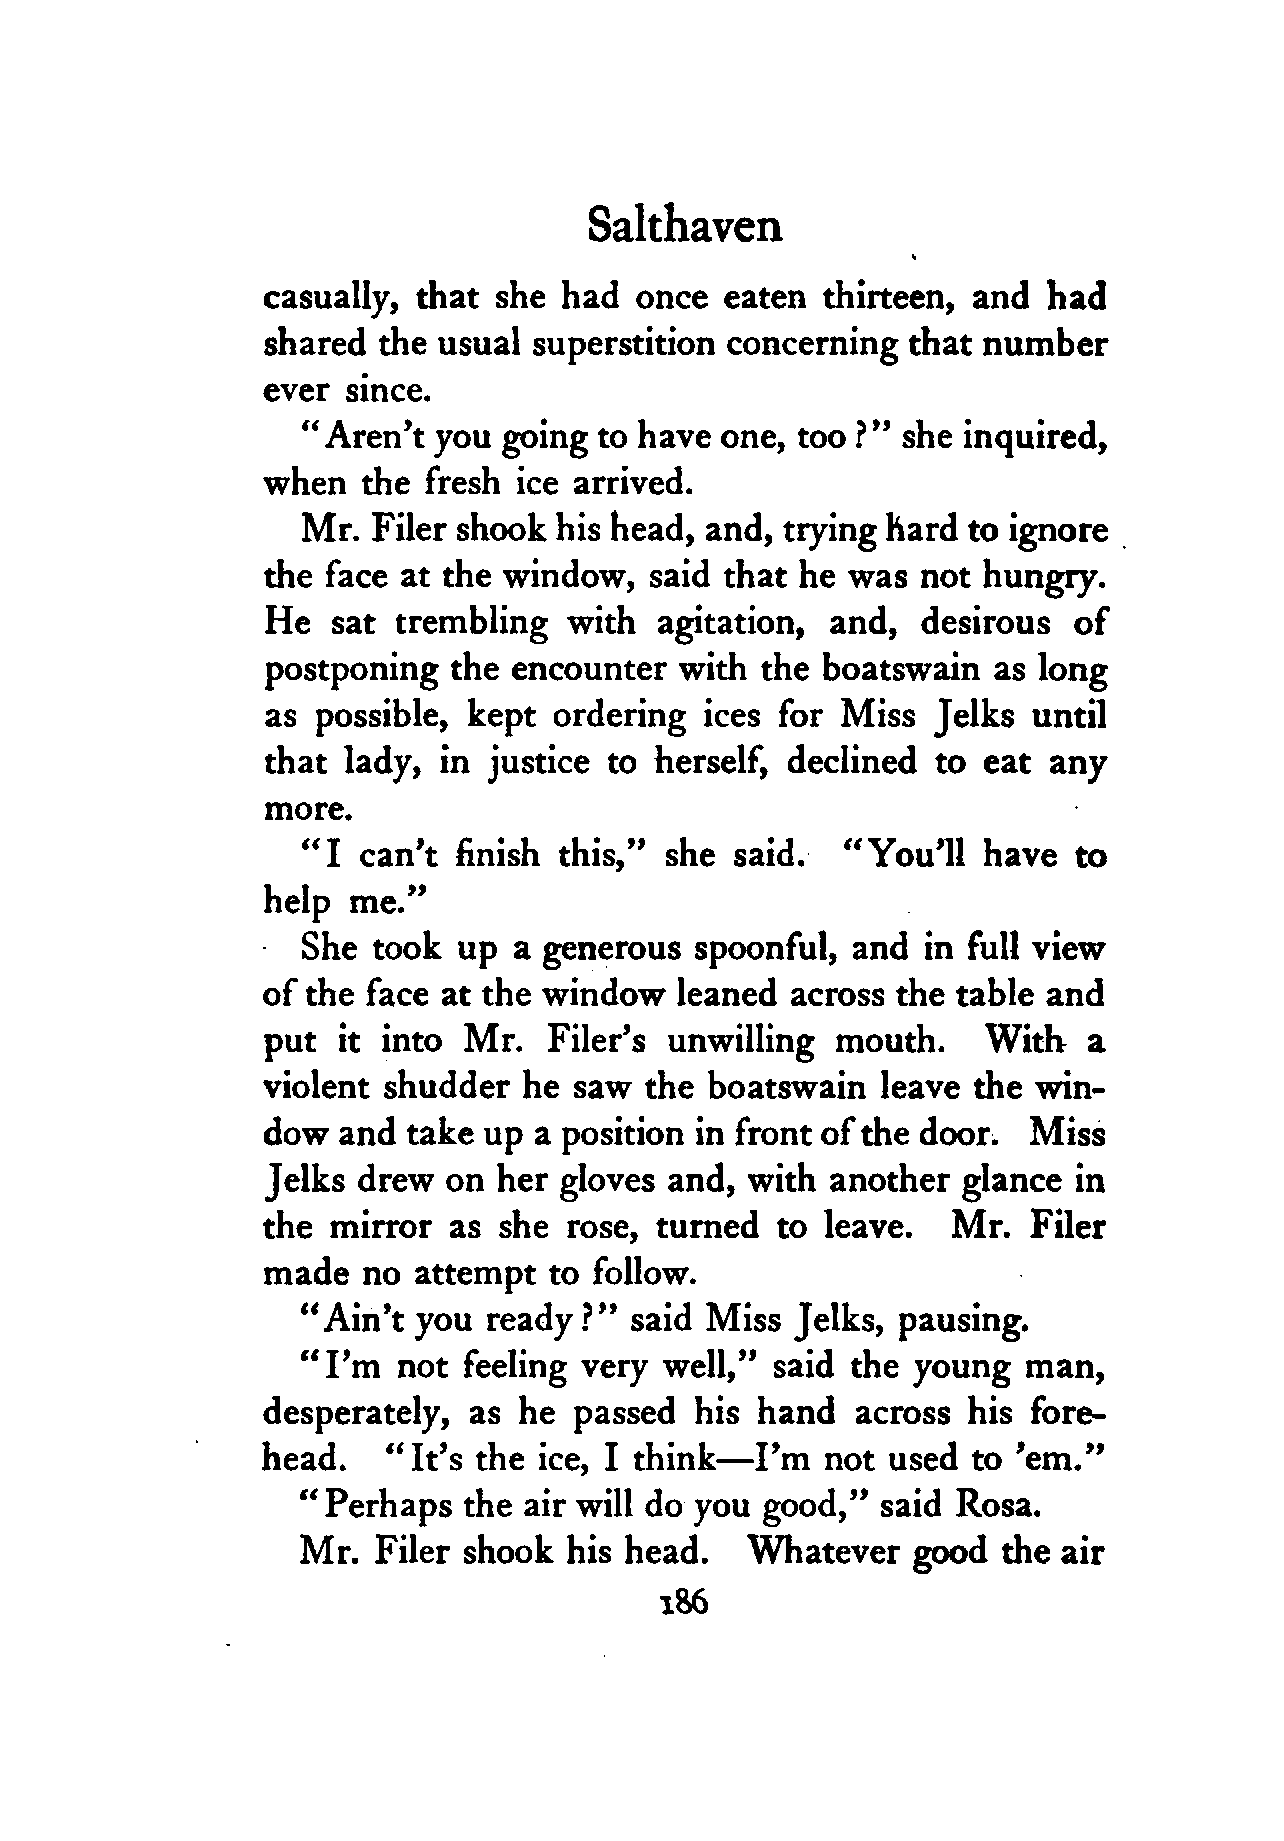 Salthaven
casually, that she had once eaten thirteen, and had
shared the usual superstition concerning that number
ever since.
"Aren't you going to have one, too?" she inquired,
when the fresh ice arrived.
Mr. Filer shook his head, and, trying hard to ignore
the face at the window, said that he was not hungry.
He sat trembling with agitation, and, desirous of
postponing the encounter with the boatswain as long
as possible, kept ordering ices for Miss Jelks until
that lady, in justice to herself, declined to eat any
more.
"I can't finish this," she said. "You'll have to
help me."
She took up a generous spoonful, and in full view
of the face at the window leaned across the table and
put it into Mr. Filer's unwilling mouth. With a
violent shudder he saw the boatswain leave the win-
dow and take up a position in front of the door. Miss
Jelks drew on her gloves and, with another glance in
the mirror as she rose, turned to leave. Mr. Filer
made no attempt to follow.
"Ain't you ready?" said Miss Jelks, pausing.
"I'm not feeling very well," said the young man,
desperately, as he passed his hand across his fore-
head. "It's the ice, I think—I'm not used to 'em."
"Perhaps the air will do you good," said Rosa.
Mr. Filer shook his head. Whatever good the air
186